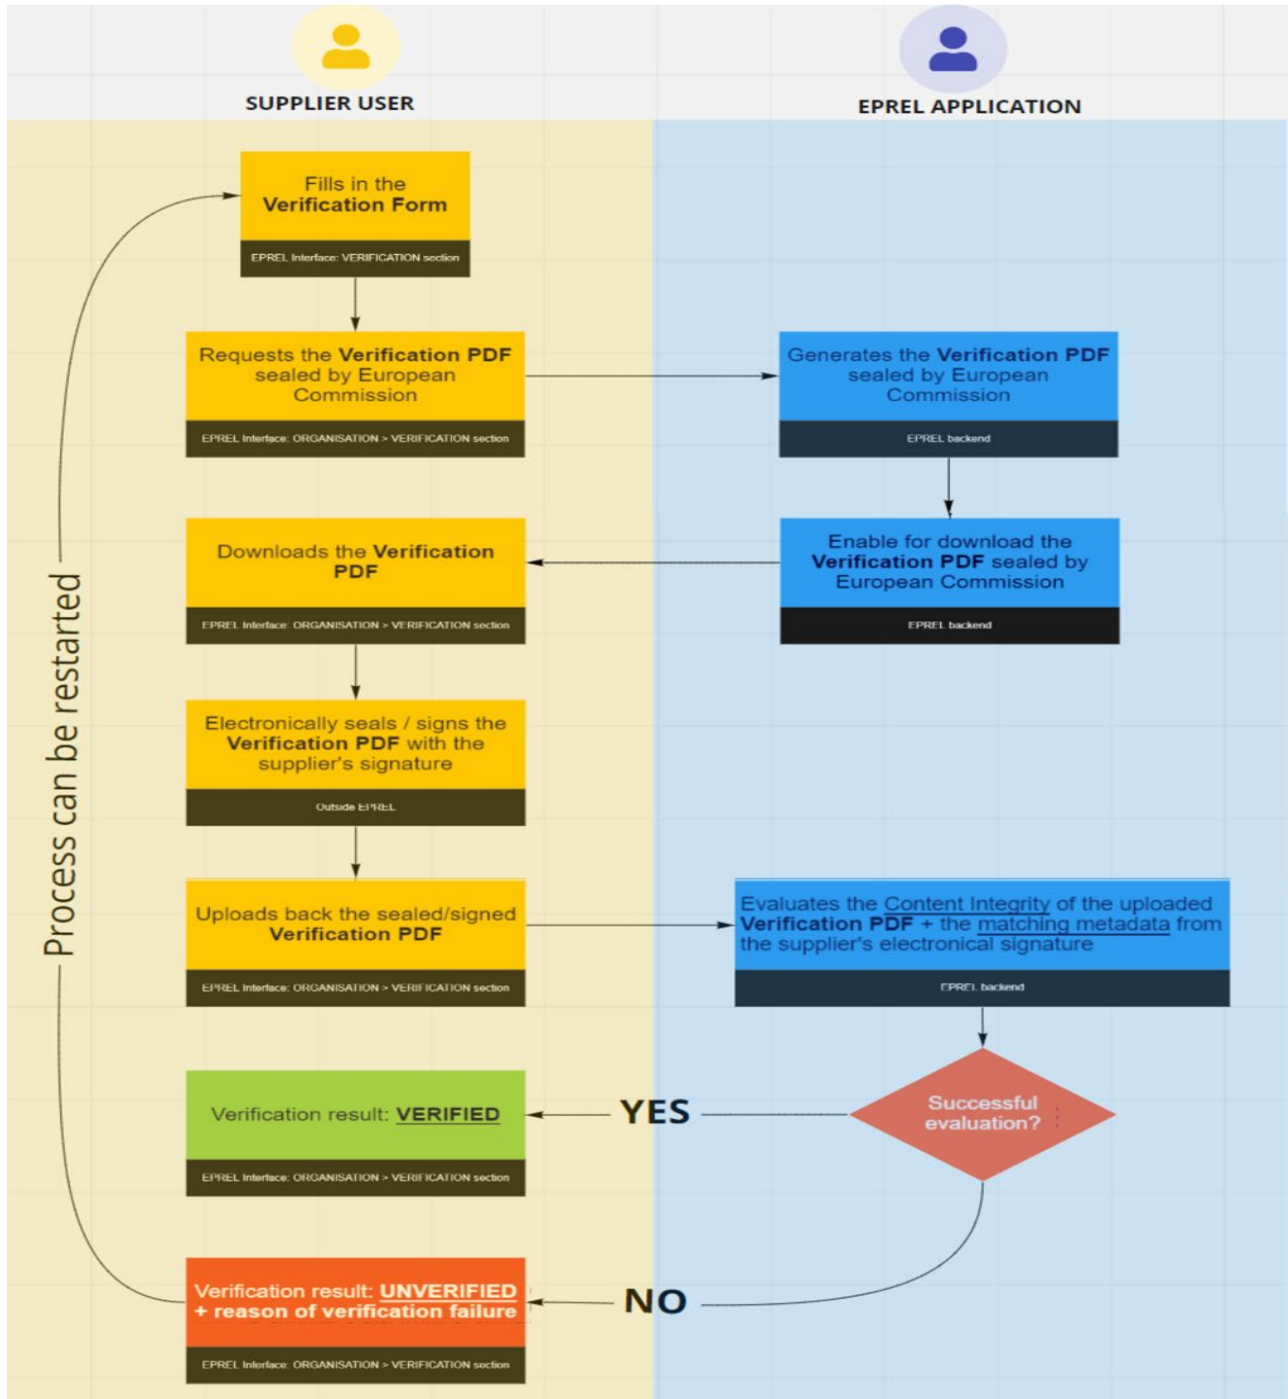 SUPPLIER USER
EPREL APPLICATION
Fills in the
Verification Form
EPREL Interface: VERIFICATION section
Requests the Verification PDF
sealed by European
Commission
EPREL Interface: ORGANISATION > VERIFICATION section
Generates the Verification PDF
sealed by European
Commission
EPREL backend
Downloads the Verification
PDF
EPREL Interface: ORGANISATION > VERIFICATION section
Enable for download the
Verification PDF sealed by
European Commission
EPREL backend
Process can be restarted
Electronically seals / signs the
Verification PDF with the
supplier's signature
Outside EPREL
Uploads back the sealed/signed
Verification PDF
EPREL Interface: ORGANISATION > VERIFICATION section
Evaluates the Content Integrity of the uploaded
Verification PDF + the matching metadata from
the supplier's electronical signature
EPREL backend
Successful
evaluation?
YES
Verification result: VERIFIED
EPREL Interface: ORGANISATION > VERIFICATION section
NO
Verification result: UNVERIFIED
+ reason of verification failure
EPREL Interface: ORGANISATION > VERIFICATION section